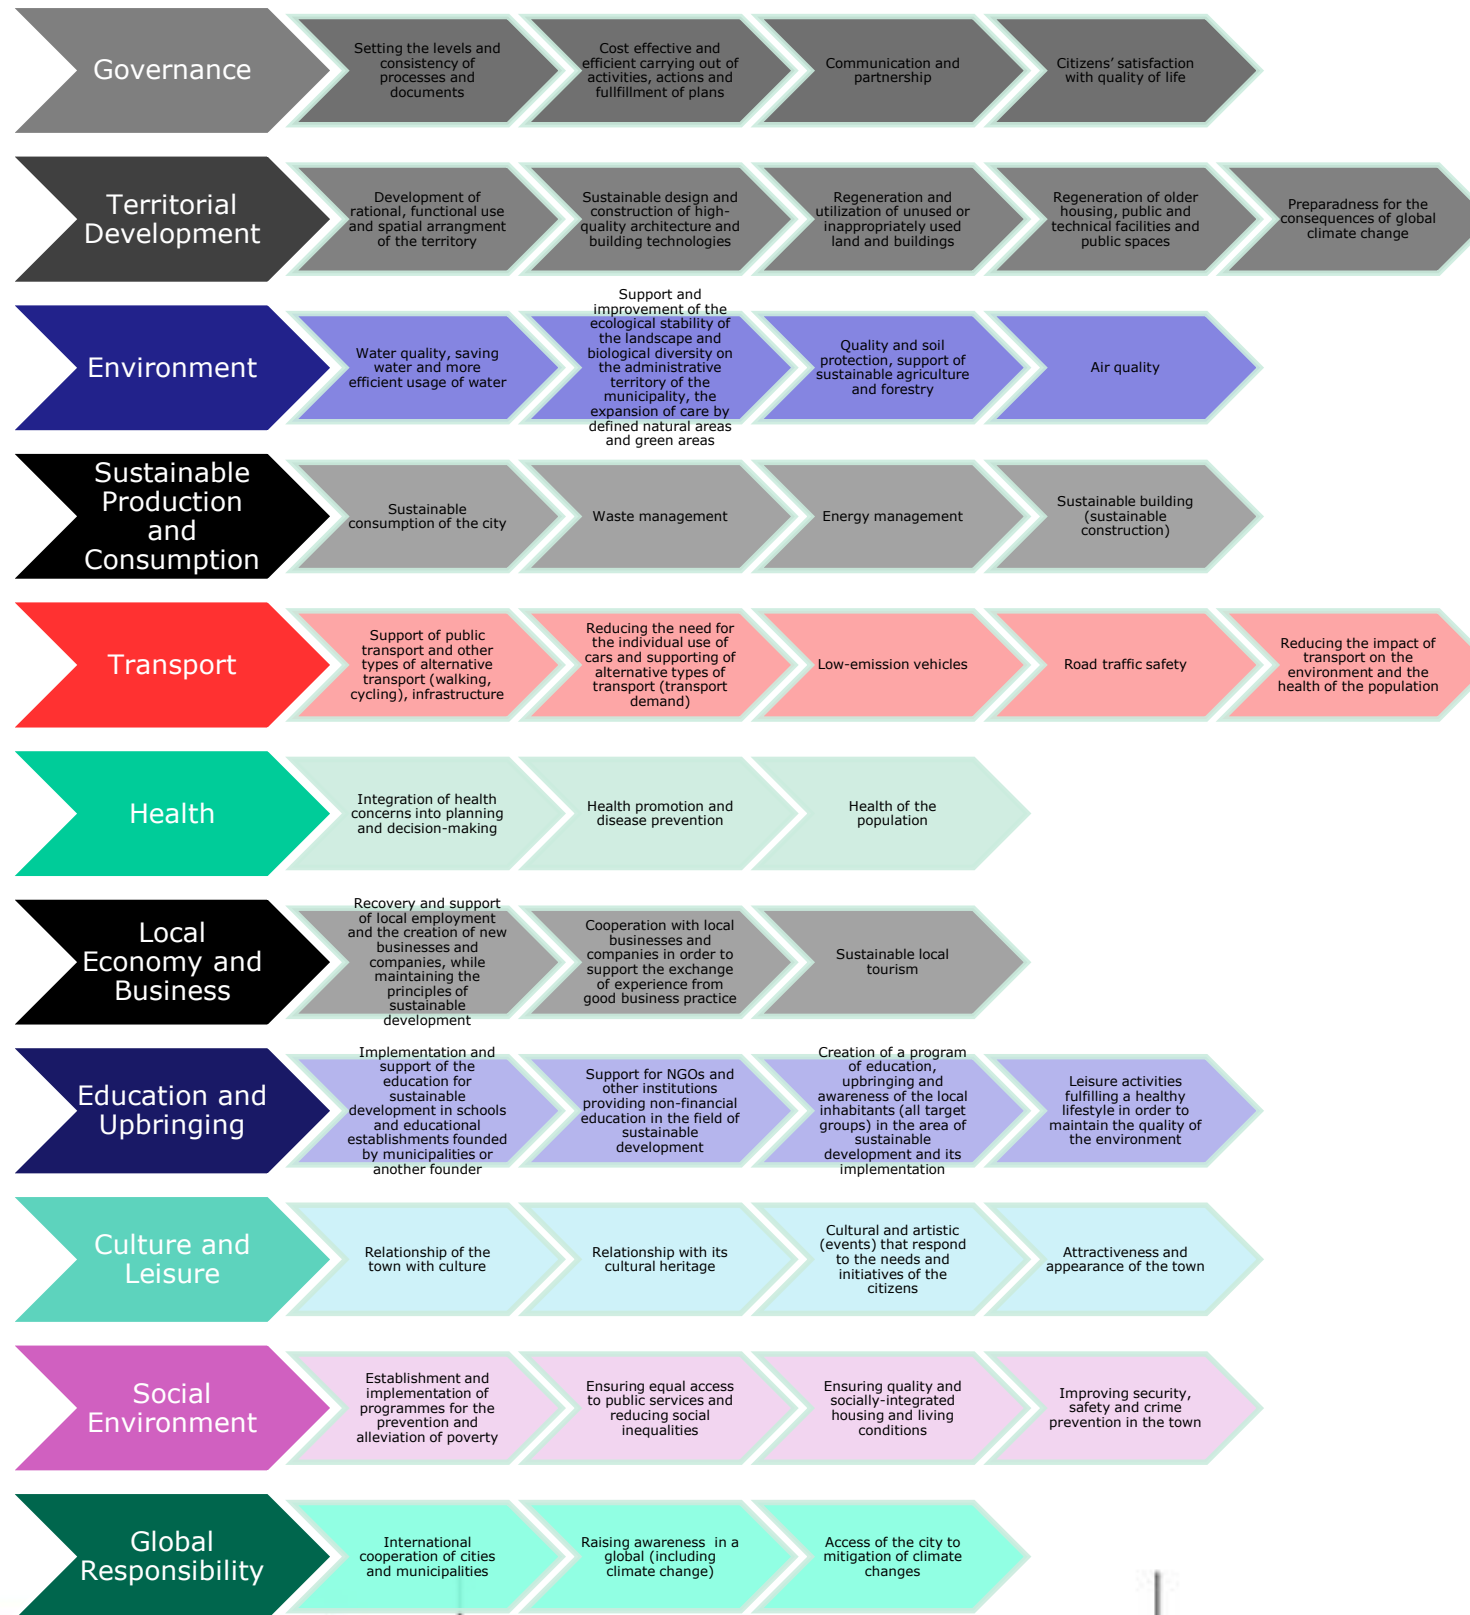 Governance
Setting the levels and
consistency of
processes and
documents
Cost effective and
efficient carrying out of
activities, actions and
fullfillment of plans
Communication and
partnership
Citizens’ satisfaction
with quality of life
Territorial
Development
Development of
rational, functional use
and spatial arrangment
of the territory
Sustainable design and
construction of high-
quality architecture and
building technologies
Regeneration and
utilization of unused or
inappropriately used
land and buildings
Regeneration of older
housing, public and
technical facilities and
public spaces
Preparadness for the
consequences of global
climate change
Environment
Water quality, saving
water and more
efficient usage of water
Support and
improvement of the
ecological stability of
the landscape and
biological diversity on
the administrative
territory of the
municipality, the
expansion of care by
defined natural areas
and green areas
Quality and soil
protection, support of
sustainable agriculture
and forestry
Air quality
Sustainable
Production
and
Consumption
Sustainable
consumption of the city
Waste management
Energy management
Sustainable building
(sustainable
construction)
Transport
Support of public
transport and other
types of alternative
transport (walking,
cycling), infrastructure
Reducing the need for
the individual use of
cars and supporting of
alternative types of
transport (transport
demand)
Low-emission vehicles
Road traffic safety
Reducing the impact of
transport on the
environment and the
health of the population
Health
Integration of health
concerns into planning
and decision-making
Health promotion and
disease prevention
Health of the
population
Local
Economy and
Business
Recovery and support
of local employment
and the creation of new
businesses and
companies, while
maintaining the
principles of
sustainable
development
Cooperation with local
businesses and
companies in order to
support the exchange
of experience from
good business practice
Sustainable local
tourism
Education and
Upbringing
Implementation and
support of the
education for
sustainable
development in schools
and educational
establishments founded
by municipalities or
another founder
Support for NGOs and
other institutions
providing non-financial
education in the field of
sustainable
development
Creation of a program
of education,
upbringing and
awareness of the local
inhabitants (all target
groups) in the area of
sustainable
development and its
implementation
Leisure activities
fulfilling a healthy
lifestyle in order to
maintain the quality of
the environment
Culture and
Leisure
Relationship of the
town with culture
Relationship with its
cultural heritage
Cultural and artistic
(events) that respond
to the needs and
initiatives of the
citizens
Attractiveness and
appearance of the town
Social
Environment
Establishment and
implementation of
programmes for the
prevention and
alleviation of poverty
Ensuring equal access
to public services and
reducing social
inequalities
Ensuring quality and
socially-integrated
housing and living
conditions
Improving security,
safety and crime
prevention in the town
Global
Responsibility
International
cooperation of cities
and municipalities
Raising awareness in a
global (including
climate change)
Access of the city to
mitigation of climate
changes